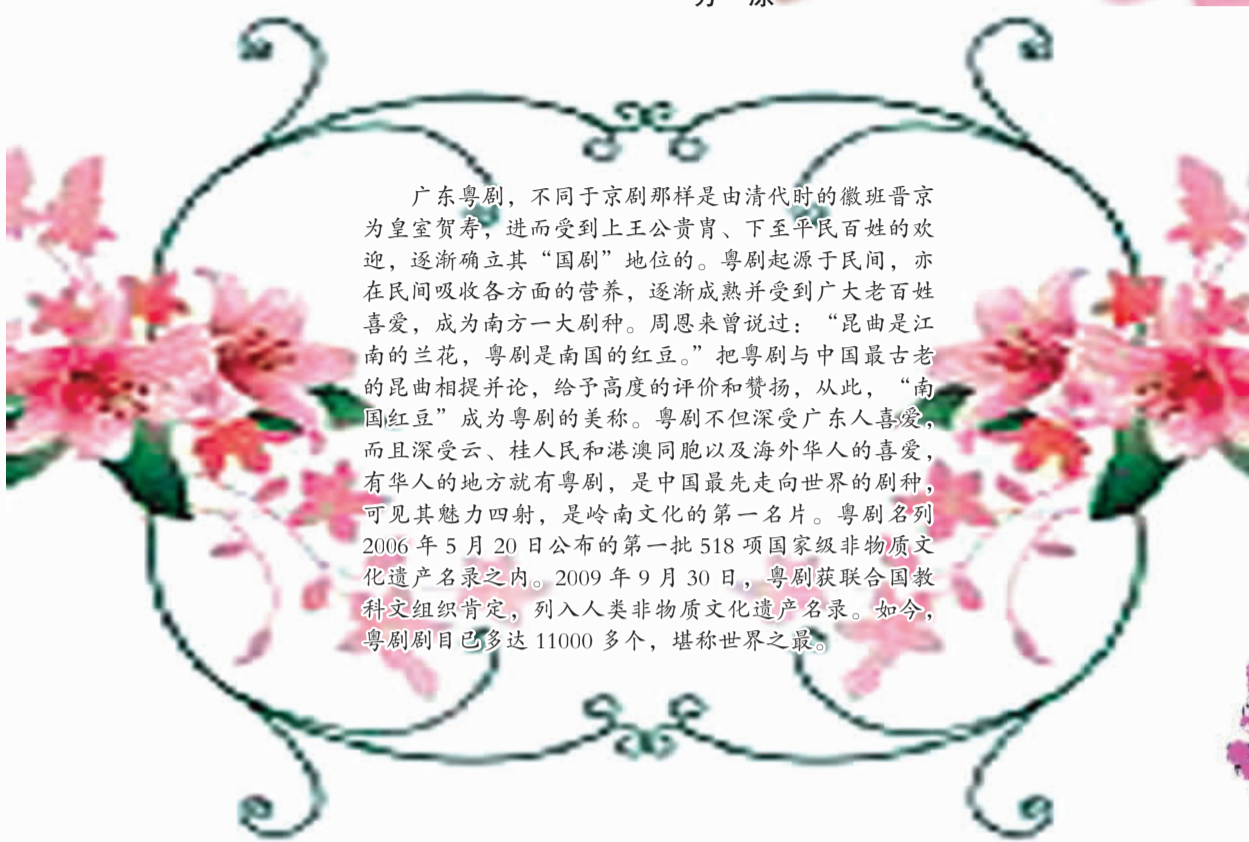 广东粤剧，不同于京剧那样是由清代时的徽班晋京
为皇室贺寿，进而受到上王公贵胄、下至平民百姓的欢
迎，逐渐确立其“国剧”地位的。粤剧起源于民间，亦
在民间吸收各方面的营养，逐渐成熟并受到广大老百姓
喜爱，成为南方一大剧种。周恩来曾说过：“昆曲是江
南的兰花，粤剧是南国的红豆。”把粤剧与中国最古老
的昆曲相提并论，给予高度的评价和赞扬，从此，“南
国红豆”成为粤剧的美称。粤剧不但深受广东人喜爱，
而且深受云、桂人民和港澳同胞以及海外华人的喜爱，
有华人的地方就有粤剧，是中国最先走向世界的剧种，
可见其魅力四射，是岭南文化的第一名片。粤剧名列
2006 年 5 月 20 日公布的第一批 518 项国家级非物质文
化遗产名录之内。2009 年 9 月 30 日，粤剧获联合国教
科文组织肯定，列入人类非物质文化遗产名录。如今，
粤剧剧目已多达 11000 多个，堪称世界之最。